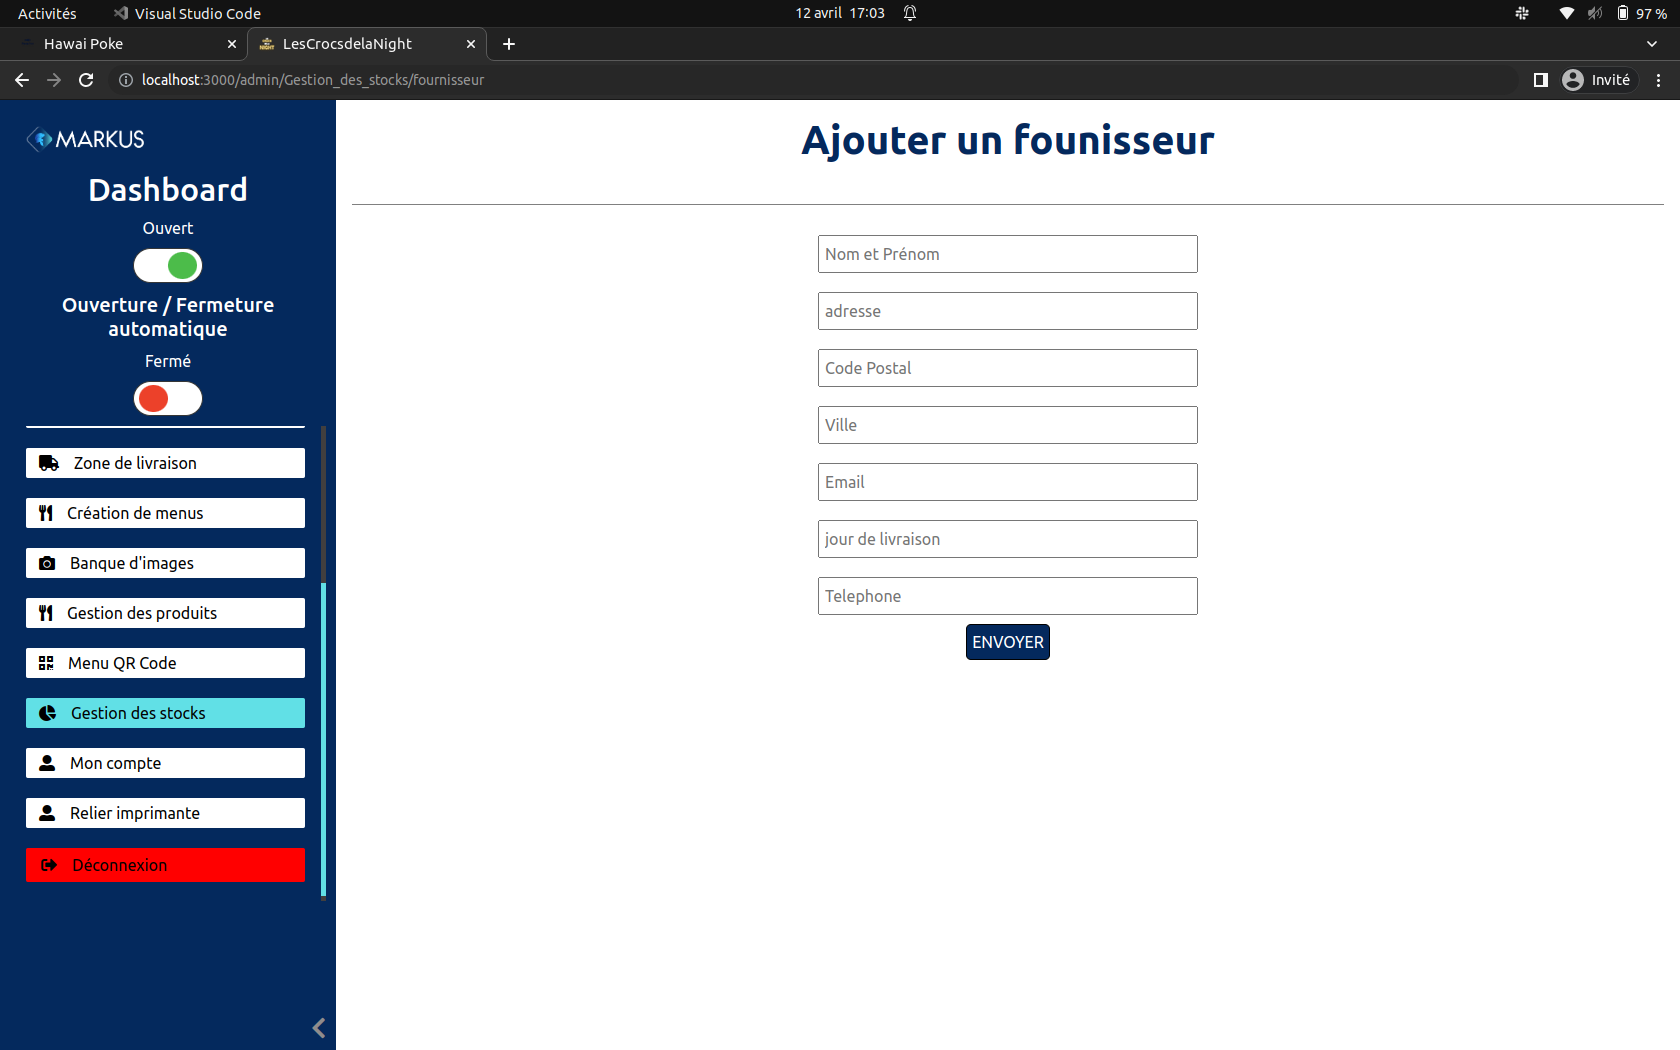 Activités
Visual Studio Code
12 avril 17:03
97 %
Hawai Poke
LesCrocsdelaNight
localhost:3000/admin/Gestion_des_stocks/fournisseur
Invité
MARKUS
Dashboard
Ouvert
Ouverture / Fermeture
automatique
Fermé
Zone de livraison
Création de menus
Banque d'images
Gestion des produits
Menu QR Code
Gestion des stocks
Mon compte
Relier imprimante
Déconnexion
Ajouter un founisseur
Nom et Prénom
adresse
Code Postal
Ville
Email
jour de livraison
Telephone
ENVOYER